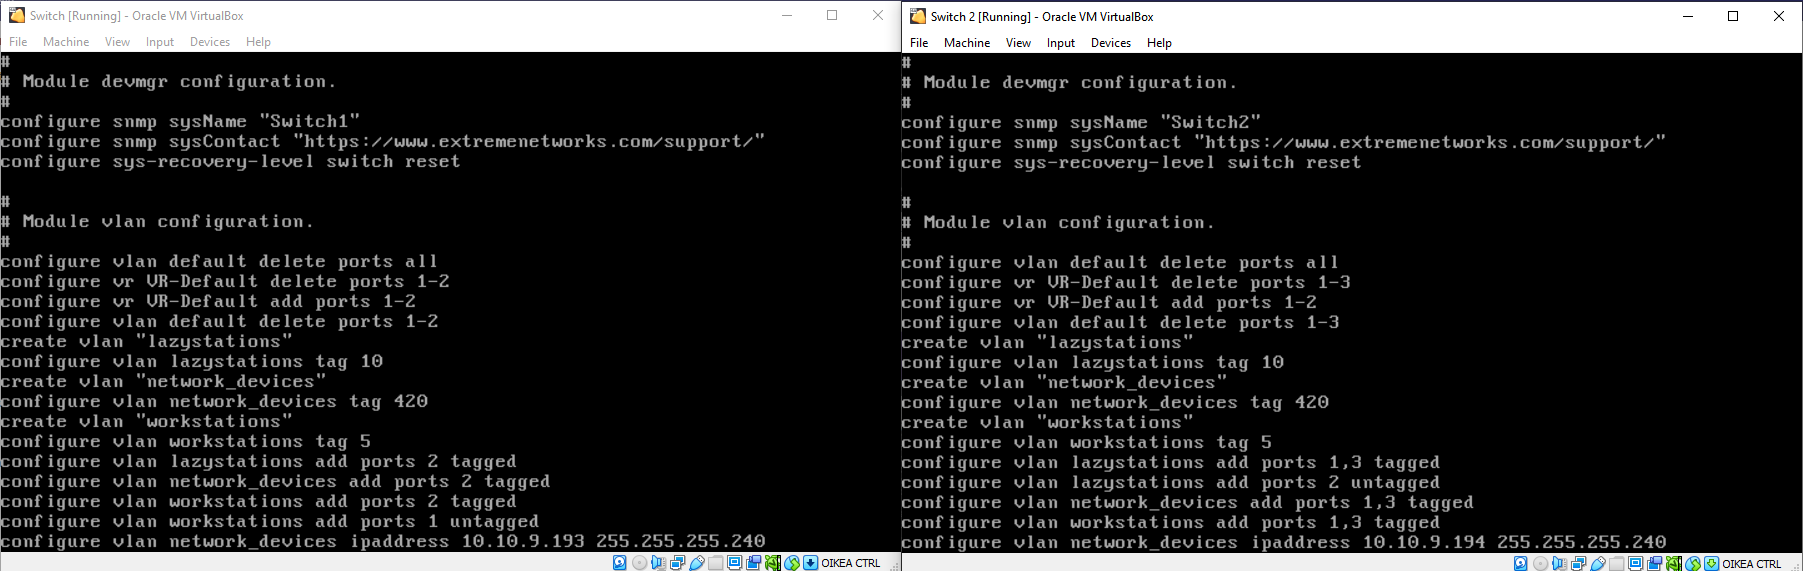 Switch [Running] - Oracle VM VirtualBox
File Machine View Input Devices Help
#
# Module devmgr configuration.
#
configure snmp sysName "Switch1"
configure snmp sysContact "https://www.extremenetworks.com/support/"
configure sys-recovery-level switch reset
#
# Module vlan configuration.
#
configure vlan default delete ports all
configure vr VR-Default delete ports 1-2
configure vr VR-Default add ports 1-2
configure vlan default delete ports 1-2
create vlan "lazystations"
configure vlan lazystations tag 10
create vlan "network_devices"
configure vlan network_devices tag 420
create vlan "workstations"
configure vlan workstations tag 5
configure vlan lazystations add ports 2 tagged
configure vlan network_devices add ports 2 tagged
configure vlan workstations add ports 2 tagged
configure vlan workstations add ports 1 untagged
configure vlan network_devices ipaddress 10.10.9.193 255.255.255.240
OIKEA CTRL
Switch 2 [Running] - Oracle VM VirtualBox
File Machine View Input Devices Help
#
# Module devmgr configuration.
#
configure snmp sysName "Switch2"
configure snmp sysContact "https://www.extremenetworks.com/support/"
configure sys-recovery-level switch reset
#
# Module vlan configuration.
#
configure vlan default delete ports all
configure vr VR-Default delete ports 1-3
configure vr VR-Default add ports 1-2
configure vlan default delete ports 1-3
create vlan "lazystations"
configure vlan lazystations tag 10
create vlan "network_devices"
configure vlan network_devices tag 420
create vlan "workstations"
configure vlan workstations tag 5
configure vlan lazystations add ports 1,3 tagged
configure vlan lazystations add ports 2 untagged
configure vlan network_devices add ports 1,3 tagged
configure vlan workstations add ports 1,3 tagged
configure vlan network_devices ipaddress 10.10.9.194 255.255.255.240
OIKEA CTRL